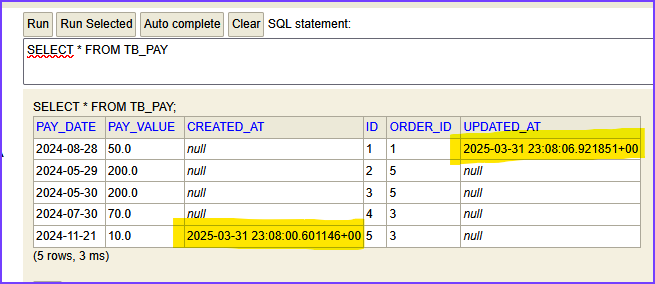 Run Run Selected Auto complete Clear SQL statement:
SELECT * FROM TB_PAY
SELECT * FROM TB_PAY;
PAY_DATE PAY_VALUE CREATED_AT ID ORDER_ID UPDATED_AT
2024-08-28 50.0 null 1 1 2025-03-31 23:08:06.921851+00
2024-05-29 200.0 null 2 5 null
2024-05-30 200.0 null 3 5 null
2024-07-30 70.0 null 4 3 null
2024-11-21 10.0 2025-03-31 23:08:00.601146+00 5 3 null
(5 rows, 3 ms)